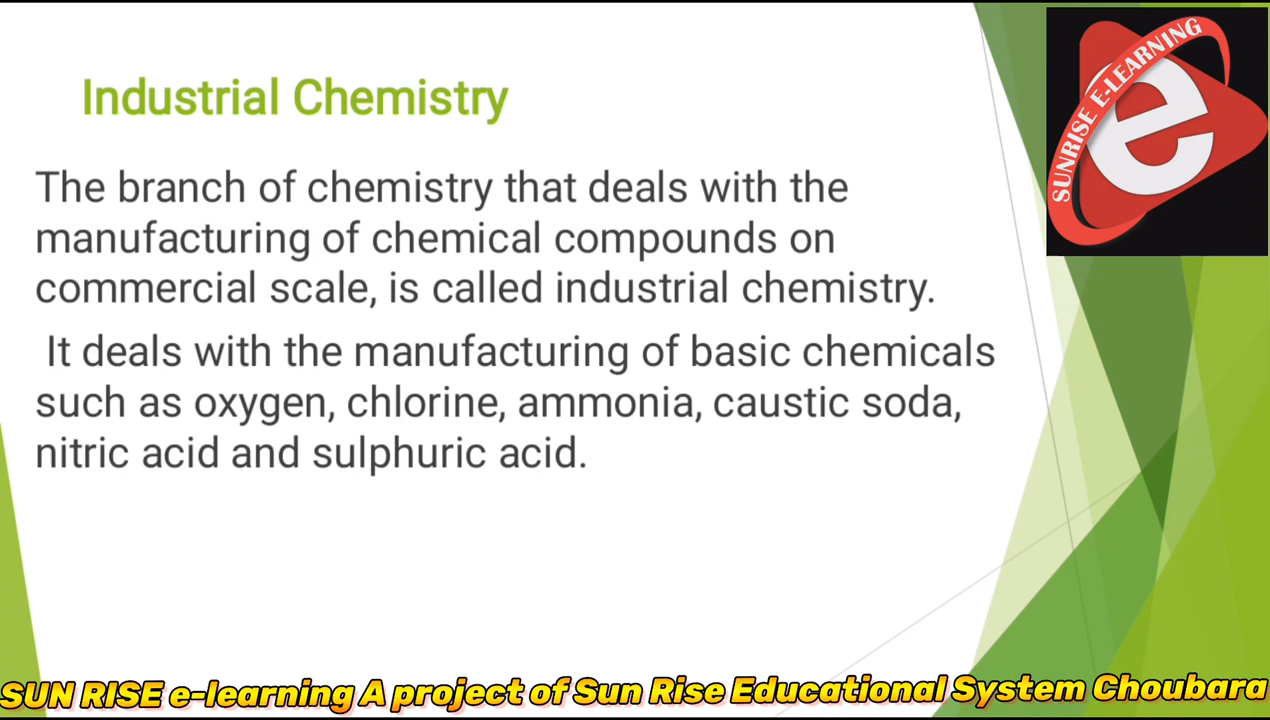 Industrial Chemistry
SUNRISE E-LEARNING
e
The branch of chemistry that deals with the
manufacturing of chemical compounds on
commercial scale, is called industrial chemistry.
It deals with the manufacturing of basic chemicals
such as oxygen, chlorine, ammonia, caustic soda,
nitric acid and sulphuric acid.
SUN RISE e-learning A project of Sun Rise Educational System Choubara